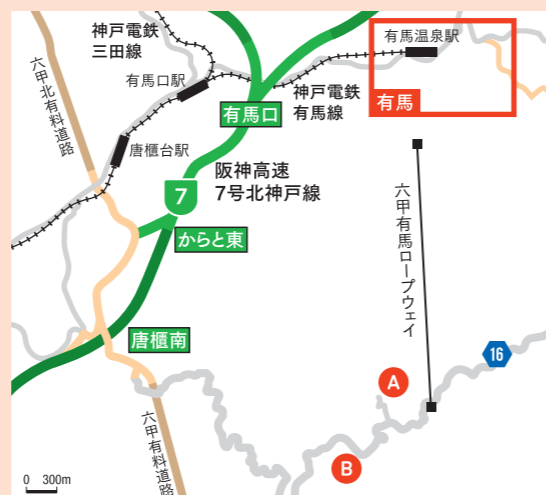 神戸電鉄
三田線
有馬温泉駅
六甲北有料道路
有馬口駅
神戸電鉄
有馬線
有馬
有馬口
唐櫃台駅
阪神高速
7号北神戸線
7
六甲有馬ロープウェイ
からと東
唐櫃南
16
A
六甲有料道路
B
0 300m